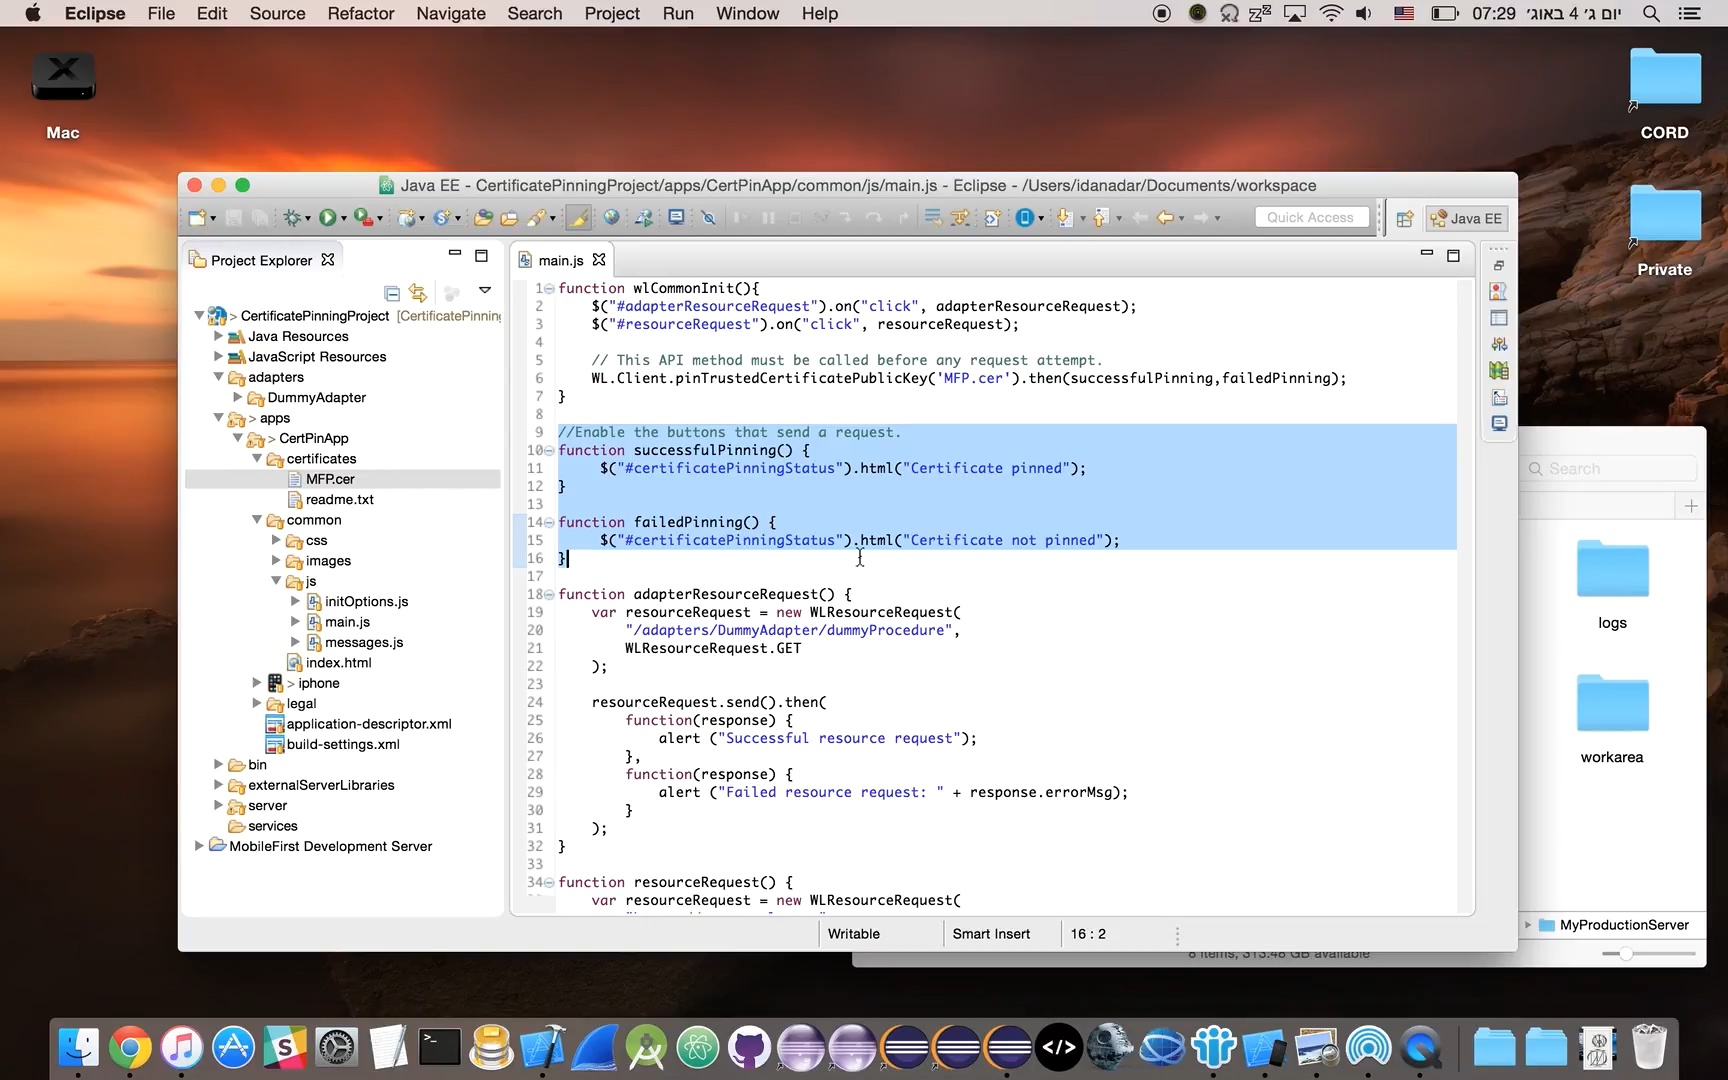 Eclipse File Edit Source Refactor Navigate Search Project Run Window Help
07:29 יום ג׳ 4 באוג׳
Mac
CORD
Private
Java EE - CertificatePinningProject/apps/CertPinApp/common/js/main.js - Eclipse - /Users/idanadar/Documents/workspace
Quick Access
Java EE
Project Explorer
main.js
> CertificatePinningProject [CertificatePinning
Java Resources
JavaScript Resources
adapters
DummyAdapter
> apps
> CertPinApp
certificates
MFP.cer
readme.txt
common
css
images
js
initOptions.js
main.js
messages.js
index.html
> iphone
legal
application-descriptor.xml
build-settings.xml
bin
externalServerLibraries
server
services
MobileFirst Development Server
1 function wlCommonInit(){
2 $("#adapterResourceRequest").on("click", adapterResourceRequest);
3 $("#resourceRequest").on("click", resourceRequest);
4
5 // This API method must be called before any request attempt.
6 WL.Client.pinTrustedCertificatePublicKey('MFP.cer').then(successfulPinning,failedPinning);
7 }
8
9 //Enable the buttons that send a request.
10 function successfulPinning() {
11 $("#certificatePinningStatus").html("Certificate pinned");
12 }
13
14 function failedPinning() {
15 $("#certificatePinningStatus").html("Certificate not pinned");
16 }
17
18 function adapterResourceRequest() {
19 var resourceRequest = new WLResourceRequest(
20 "/adapters/DummyAdapter/dummyProcedure",
21 WLResourceRequest.GET
22 );
23
24 resourceRequest.send().then(
25 function(response) {
26 alert ("Successful resource request");
27 },
28 function(response) {
29 alert ("Failed resource request: " + response.errorMsg);
30 }
31 );
32 }
33
34 function resourceRequest() {
var resourceRequest = new WLResourceRequest(
Writable
Smart Insert
16 : 2
Search
logs
workarea
MyProductionServer
8 items, 313.48 GB available